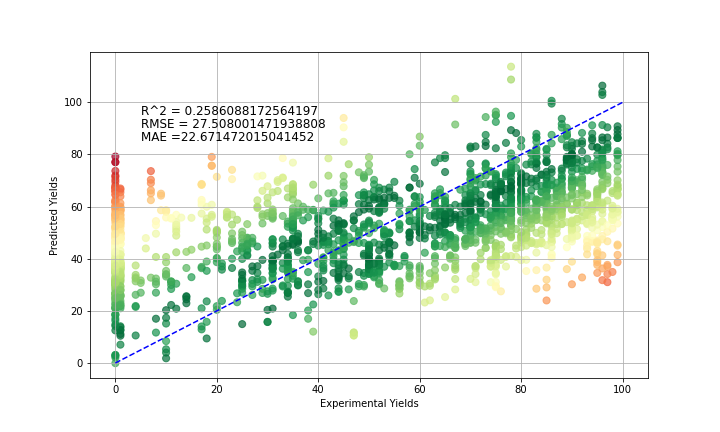 R^2 = 0.2586088172564197
RMSE = 27.508001471938808
MAE =22.671472015041452
Predicted Yields
100
80
60
40
20
0
0 20 40 60 80 100
Experimental Yields